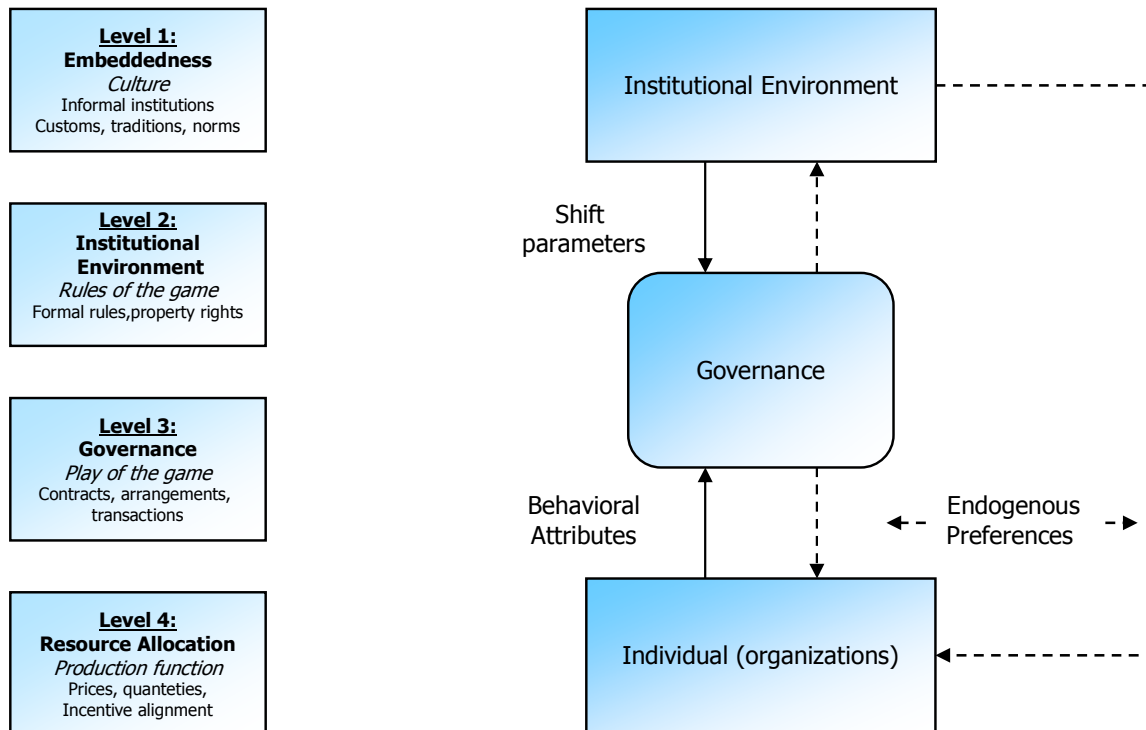 Level 1:
Embeddedness
Culture
Informal institutions
Customs, traditions, norms
Level 2:
Institutional
Environment
Rules of the game
Formal rules,property rights
Level 3:
Governance
Play of the game
Contracts, arrangements,
transactions
Level 4:
Resource Allocation
Production function
Prices, quanteties,
Incentive alignment
Institutional Environment
Shift
parameters
Governance
Behavioral
Attributes
Endogenous
Preferences
Individual (organizations)